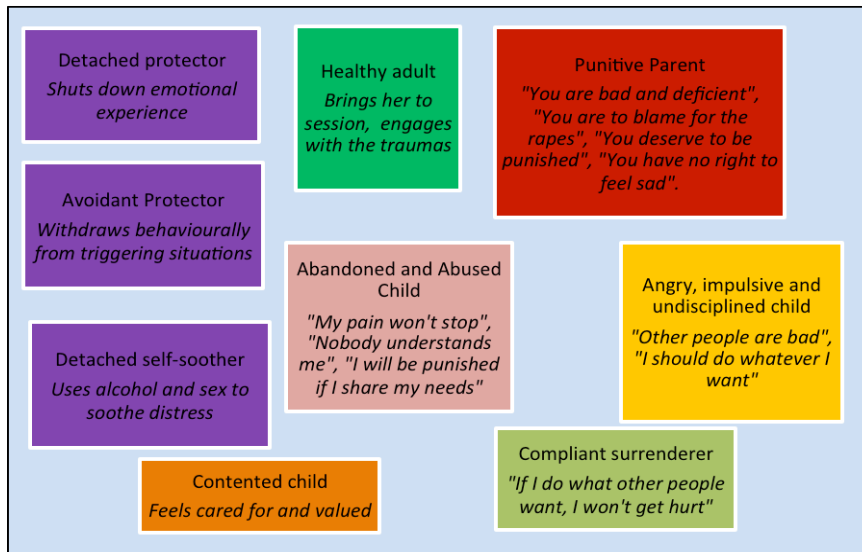 Detached protector
Shuts down emotional
experience
Healthy adult
Brings her to
session, engages
with the traumas
Punitive Parent
"You are bad and deficient",
"You are to blame for the
rapes", "You deserve to be
punished", "You have no right to
feel sad".
Avoidant Protector
Withdraws behaviourally
from triggering situations
Abandoned and Abused
Child
"My pain won't stop",
"Nobody understands
me", "I will be punished
if I share my needs"
Angry, impulsive and
undisciplined child
"Other people are bad",
"I should do whatever I
want"
Detached self-soother
Uses alcohol and sex to
soothe distress
Contented child
Feels cared for and valued
Compliant surrenderer
"If I do what other people
want, I won't get hurt"